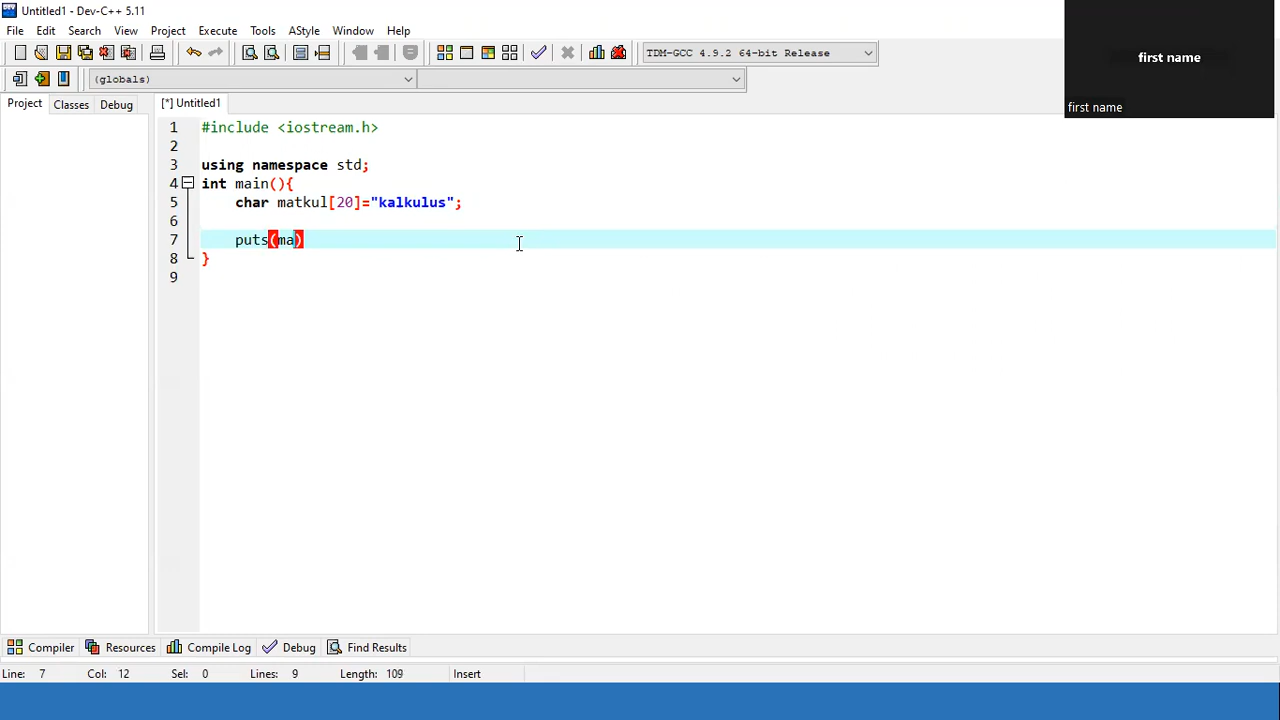 Untitled1 - Dev-C++ 5.11
File Edit Search View Project Execute Tools AStyle Window Help
TDM-GCC 4.9.2 64-bit Release
(globals)
Project Classes Debug [*] Untitled1
1 #include <iostream.h>
2
3 using namespace std;
4 int main(){
5 char matkul[20]="kalkulus";
6
7 puts(ma)
8 }
9
Compiler Resources Compile Log Debug Find Results
Line: 7 Col: 12 Sel: 0 Lines: 9 Length: 109 Insert
first name
first name